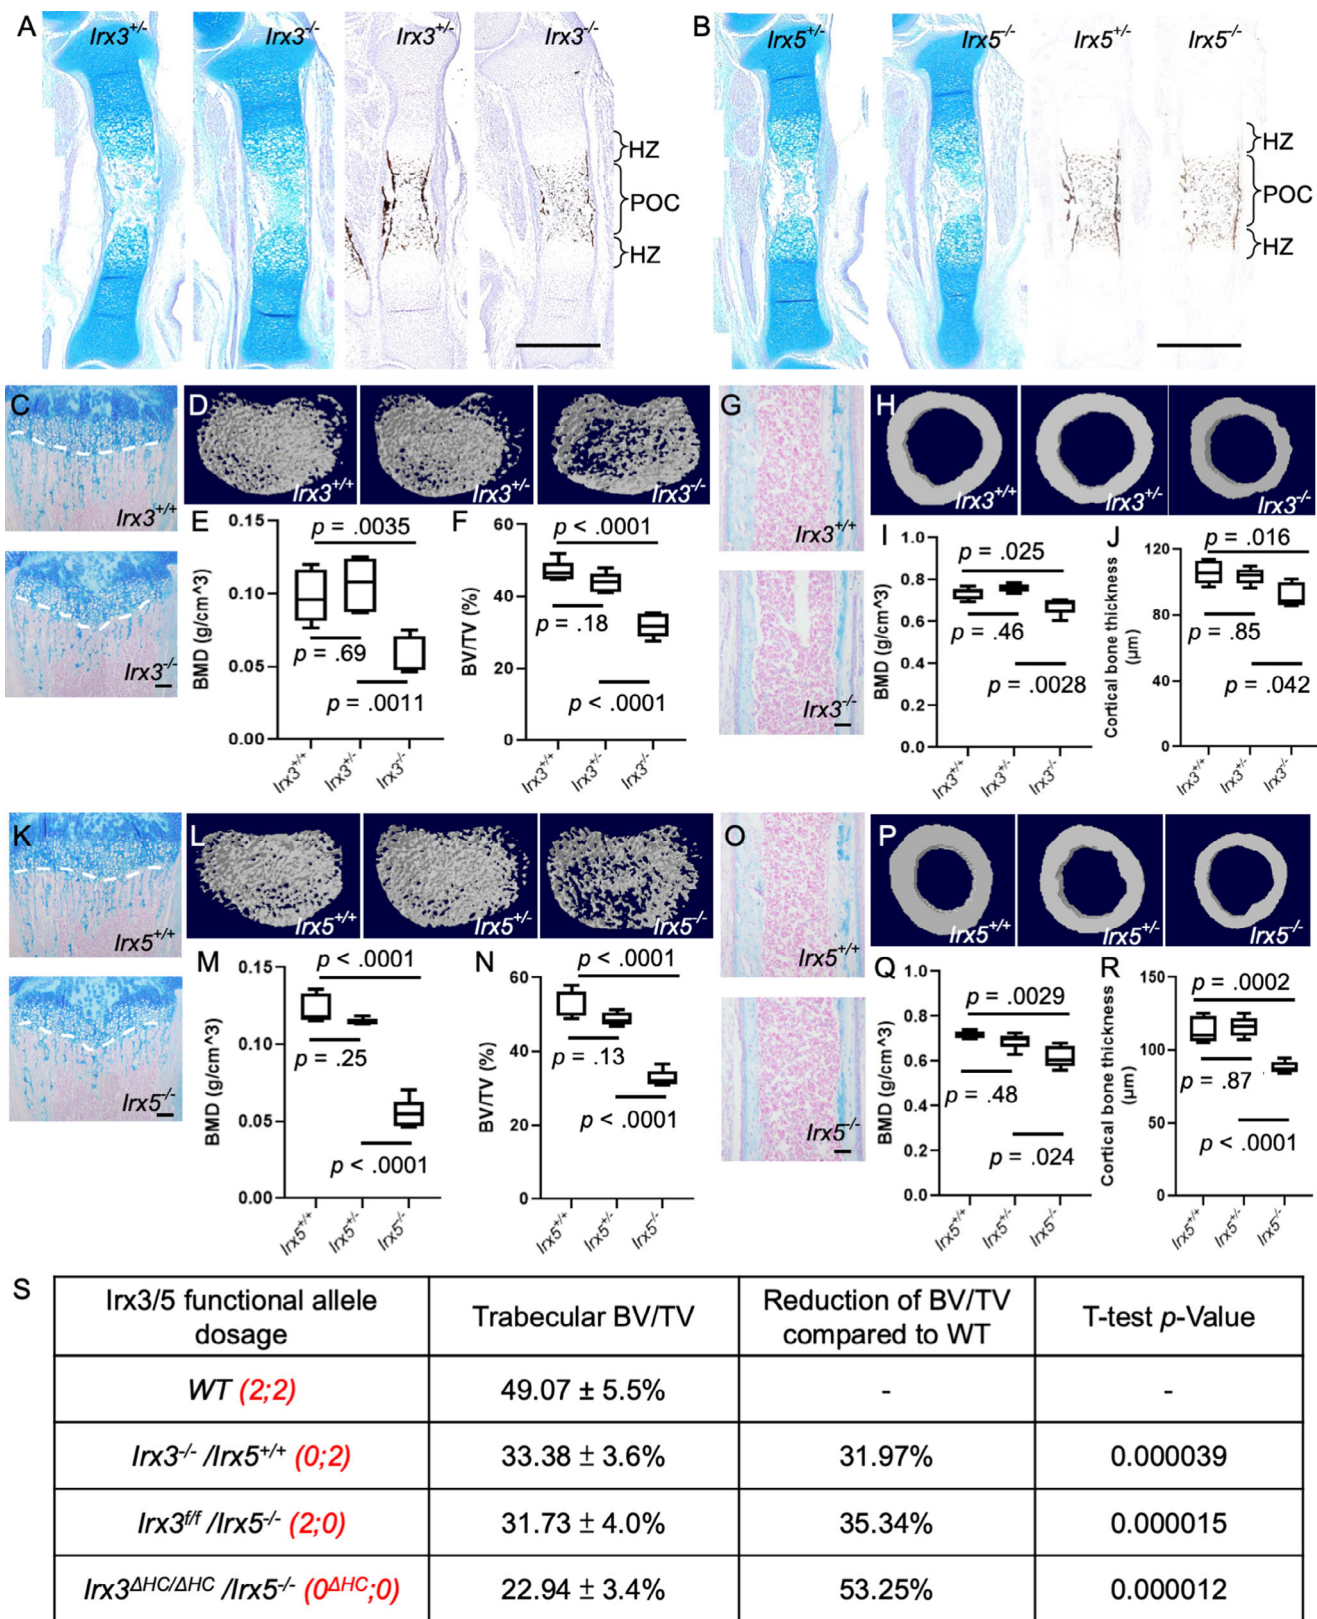 A
Irx3+/-
Irx3-/-
Irx3+/-
Irx3-/-
HZ
POC
HZ
B
Irx5+/-
Irx5-/-
Irx5+/-
Irx5-/-
HZ
POC
HZ
C
Irx3+/+
Irx3-/-
D
Irx3+/+
Irx3+/-
Irx3-/-
E
BMD (g/cm^3)
0.15
0.10
0.05
0.00
p = .0035
p = .69
p = .0011
Irx3+/+
Irx3+/-
Irx3-/-
F
BV/TV (%)
60
40
20
0
p < .0001
p = .18
p < .0001
Irx3+/+
Irx3+/-
Irx3-/-
G
Irx3+/+
Irx3-/-
H
Irx3+/+
Irx3+/-
Irx3-/-
I
BMD (g/cm^3)
1.0
0.8
0.6
0.4
0.2
0.0
p = .025
p = .46
p = .0028
Irx3+/+
Irx3+/-
Irx3-/-
J
Cortical bone thickness
(μm)
120
80
40
0
p = .016
p = .85
p = .042
Irx3+/+
Irx3+/-
Irx3-/-
K
Irx5+/+
Irx5-/-
L
Irx5+/+
Irx5+/-
Irx5-/-
M
BMD (g/cm^3)
0.15
0.10
0.05
0.00
p < .0001
p = .25
p < .0001
Irx5+/+
Irx5+/-
Irx5-/-
N
BV/TV (%)
60
40
20
0
p < .0001
p = .13
p < .0001
Irx5+/+
Irx5+/-
Irx5-/-
O
Irx5+/+
Irx5-/-
P
Irx5+/+
Irx5+/-
Irx5-/-
Q
BMD (g/cm^3)
1.0
0.8
0.6
0.4
0.2
0.0
p = .0029
p = .48
p = .024
Irx5+/+
Irx5+/-
Irx5-/-
R
Cortical bone thickness
(μm)
150
100
50
0
p = .0002
p = .87
p < .0001
Irx5+/+
Irx5+/-
Irx5-/-
S
Irx3/5 functional allele
dosage
Trabecular BV/TV
Reduction of BV/TV
compared to WT
T-test p-Value
WT (2;2)
49.07 ± 5.5%
-
-
Irx3-/- /Irx5+/+ (0;2)
33.38 ± 3.6%
31.97%
0.000039
Irx3f/f /Irx5-/- (2;0)
31.73 ± 4.0%
35.34%
0.000015
Irx3ΔHC/ΔHC /Irx5-/- (0ΔHC;0)
22.94 ± 3.4%
53.25%
0.000012